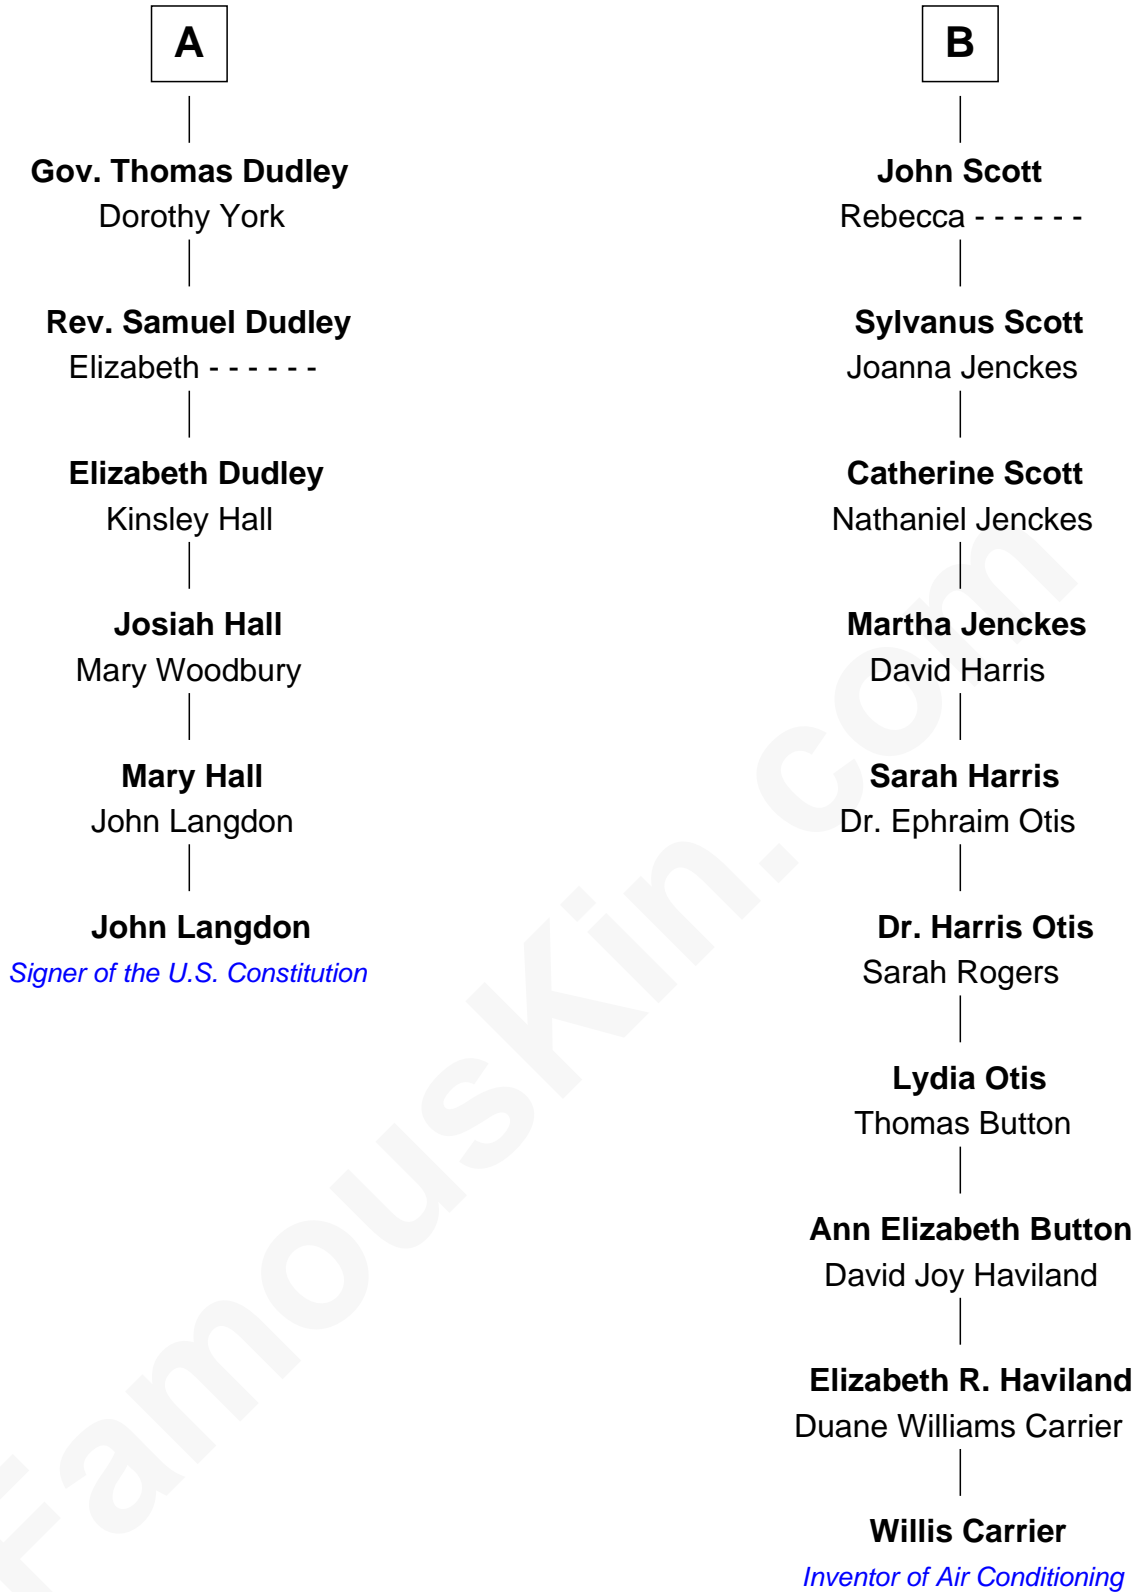 A
Gov. Thomas Dudley
Dorothy York
Rev. Samuel Dudley
Elizabeth - - - - - -
Elizabeth Dudley
Kinsley Hall
Josiah Hall
Mary Woodbury
Mary Hall
John Langdon
John Langdon
Signer of the U.S. Constitution
B
John Scott
Rebecca - - - - - -
Sylvanus Scott
Joanna Jenckes
Catherine Scott
Nathaniel Jenckes
Martha Jenckes
David Harris
Sarah Harris
Dr. Ephraim Otis
Dr. Harris Otis
Sarah Rogers
Lydia Otis
Thomas Button
Ann Elizabeth Button
David Joy Haviland
Elizabeth R. Haviland
Duane Williams Carrier
Willis Carrier
Inventor of Air Conditioning
FamousKin.com